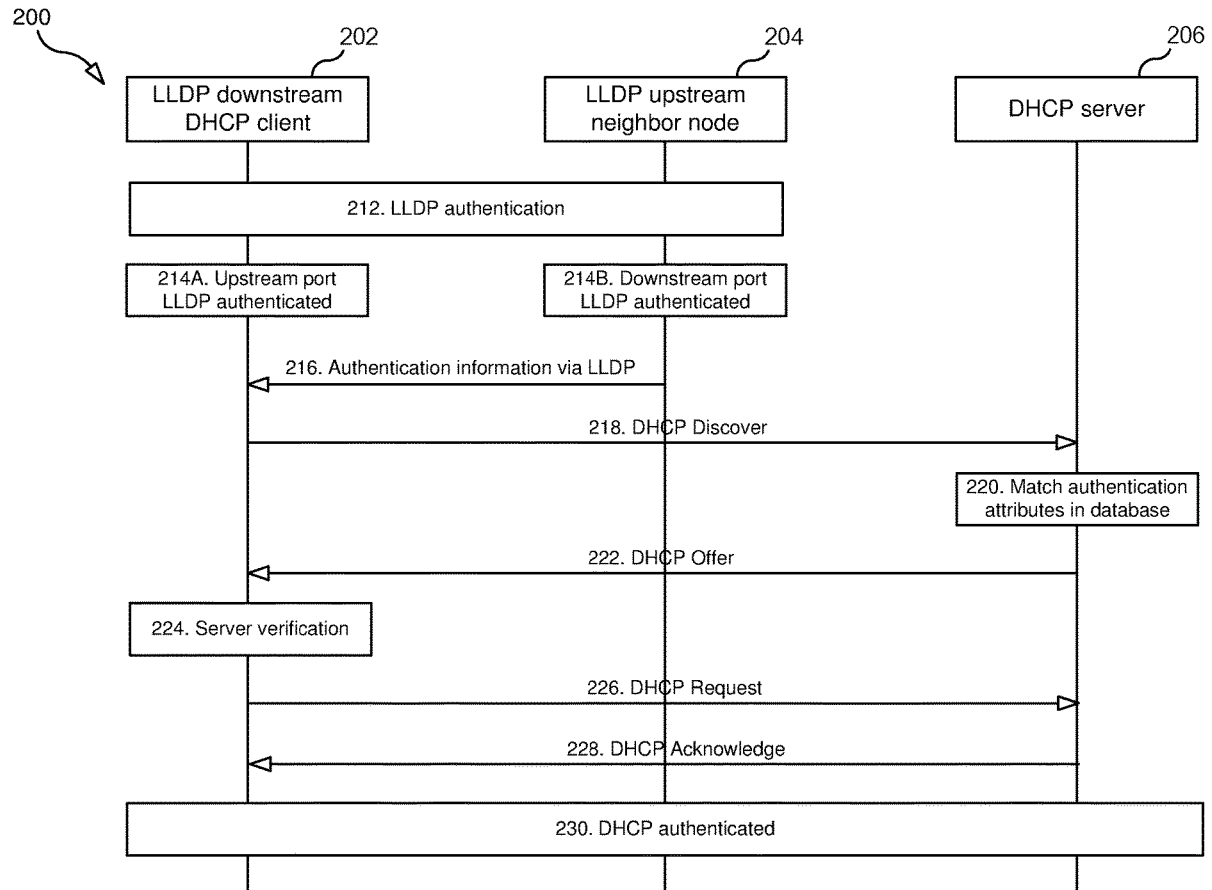 200
202
204
206
LLDP downstream
DHCP client
LLDP upstream
neighbor node
DHCP server
212. LLDP authentication
214A. Upstream port
LLDP authenticated
214B. Downstream port
LLDP authenticated
216. Authentication information via LLDP
218. DHCP Discover
220. Match authentication
attributes in database
222. DHCP Offer
224. Server verification
226. DHCP Request
228. DHCP Acknowledge
230. DHCP authenticated